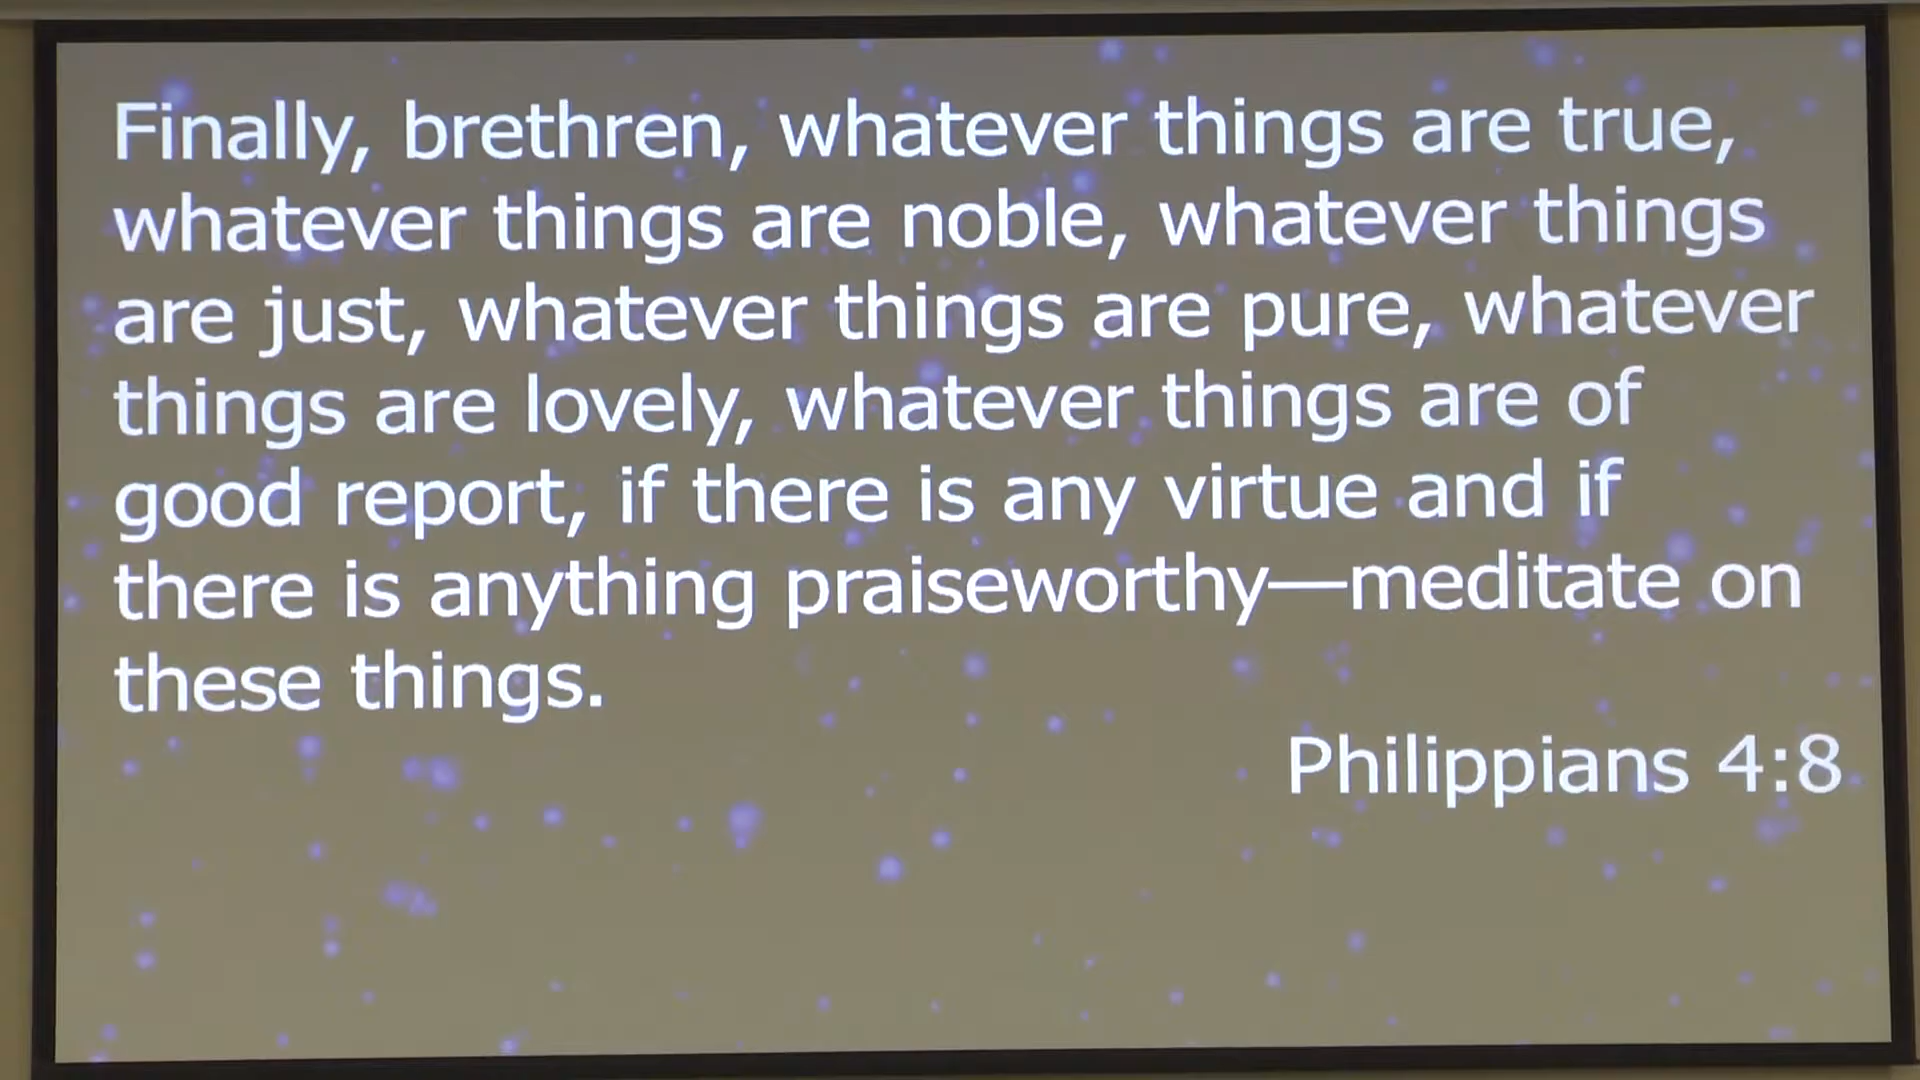 Finally, brethren, whatever things are true,
whatever things are noble, whatever things
are just, whatever things are pure, whatever
things are lovely, whatever things are of
good report, if there is any virtue and if
there is anything praiseworthy—meditate on
these things.
Philippians 4:8